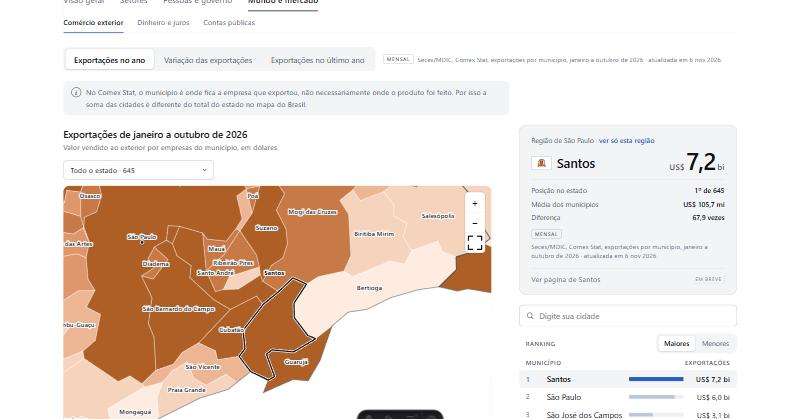 Visão geral Setores Pessoas e governo Mundo e mercado
Comércio exterior Dinheiro e juros Contas públicas
Exportações no ano Variação das exportações Exportações no último ano
MENSAL Secex/MDIC, Comex Stat, exportações por município, janeiro a outubro de 2026 · atualizada em 6 nov 2026
No Comex Stat, o município é onde fica a empresa que exportou, não necessariamente onde o produto foi feito. Por isso a
soma das cidades é diferente do total do estado no mapa do Brasil.
Exportações de janeiro a outubro de 2026
Valor vendido ao exterior por empresas do município, em dólares.
Todo o estado · 645
Osasco
Poá
Mogi das Cruzes
Salesópolis
Suzano
São Paulo
Biritiba Mirim
das Artes
Mauá
Diadema
Ribeirão Pires
Santo André
Santos
Bertioga
São Bernardo do Campo
Cubatão
Guarujá
São Vicente
Praia Grande
Mongaguá
+
−
Região de São Paulo · ver só esta região
Santos US$ 7,2 bi
Posição no estado 1º de 645
Média dos municípios US$ 105,7 mi
Diferença 67,9 vezes
MENSAL
Secex/MDIC, Comex Stat, exportações por município, janeiro a
outubro de 2026 · atualizada em 6 nov 2026
Ver página de Santos EM BREVE
Digite sua cidade
RANKING Maiores Menores
MUNICÍPIO EXPORTAÇÕES
1 Santos US$ 7,2 bi
2 São Paulo US$ 6,0 bi
3 São José dos Campos US$ 3,1 bi